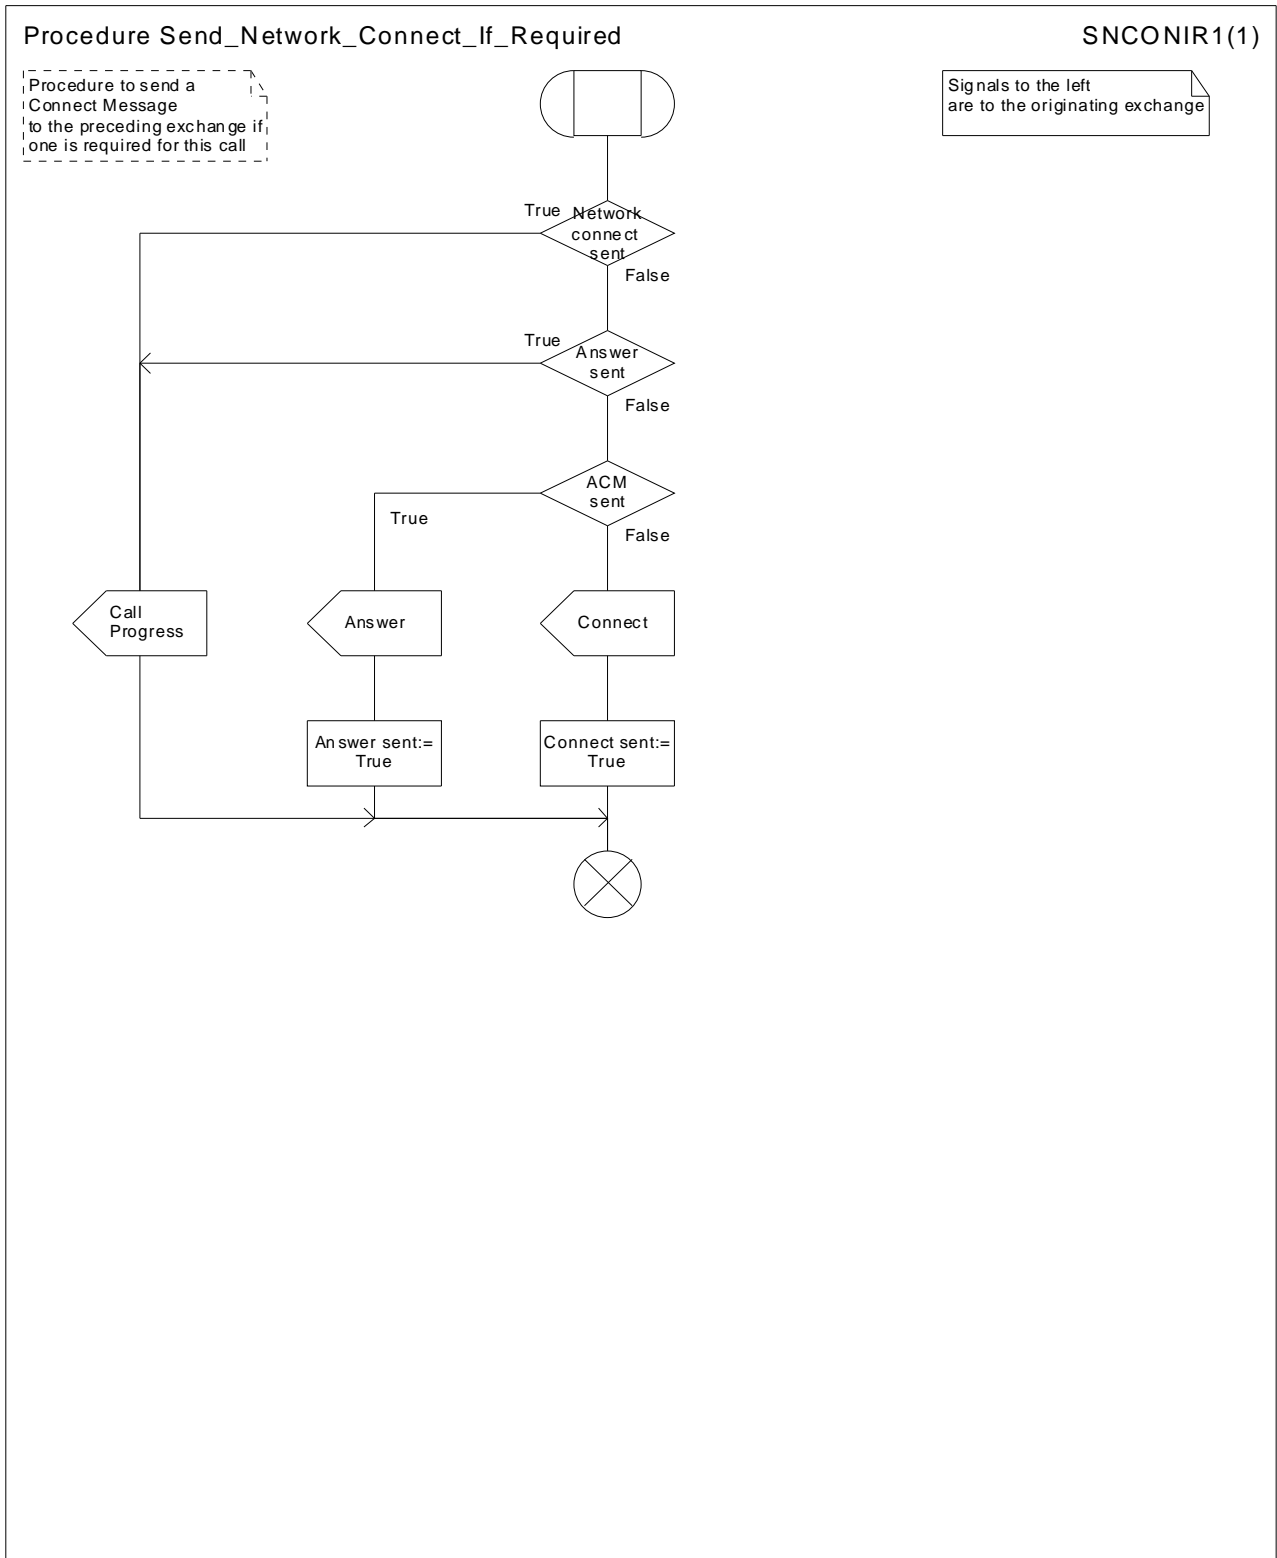 Procedure Send_Network_Connect_If_Required
SNCONIR1(1)
Procedure to send a
Connect Message
to the preceding exchange if
one is required for this call
Signals to the left
are to the originating exchange
True
Network
connect
sent
False
True
Answer
sent
False
ACM
sent
True
False
Call
Progress
Answer
Connect
Answer sent:=
True
Connect sent:=
True